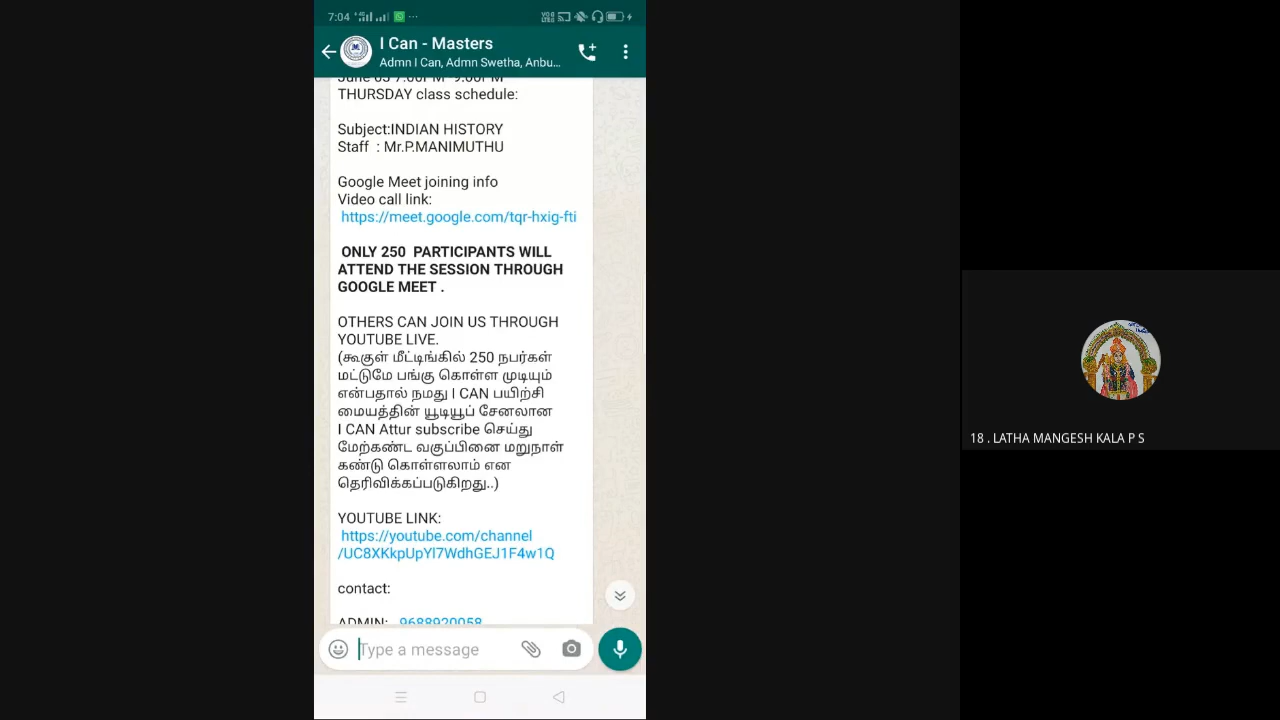 7:04
I Can - Masters
Admn I Can, Admn Swetha, Anbu...
THURSDAY class schedule:
Subject:INDIAN HISTORY
Staff : Mr.P.MANIMUTHU
Google Meet joining info
Video call link:
https://meet.google.com/tqr-hxig-fti
ONLY 250 PARTICIPANTS WILL
ATTEND THE SESSION THROUGH
GOOGLE MEET .
OTHERS CAN JOIN US THROUGH
YOUTUBE LIVE.
(கூகுள் மீட்டிங்கில் 250 நபர்கள்
மட்டுமே பங்கு கொள்ள முடியும்
என்பதால் நமது I CAN பயிற்சி
மையத்தின் யூடியூப் சேனலான
I CAN Attur subscribe செய்து
மேற்கண்ட வகுப்பினை மறுநாள்
கண்டு கொள்ளலாம் என
தெரிவிக்கப்படுகிறது..)
YOUTUBE LINK:
https://youtube.com/channel
/UC8XKkpUpYl7WdhGEJ1F4w1Q
contact:
ADMIN: 9688920058
Type a message
18 . LATHA MANGESH KALA P S